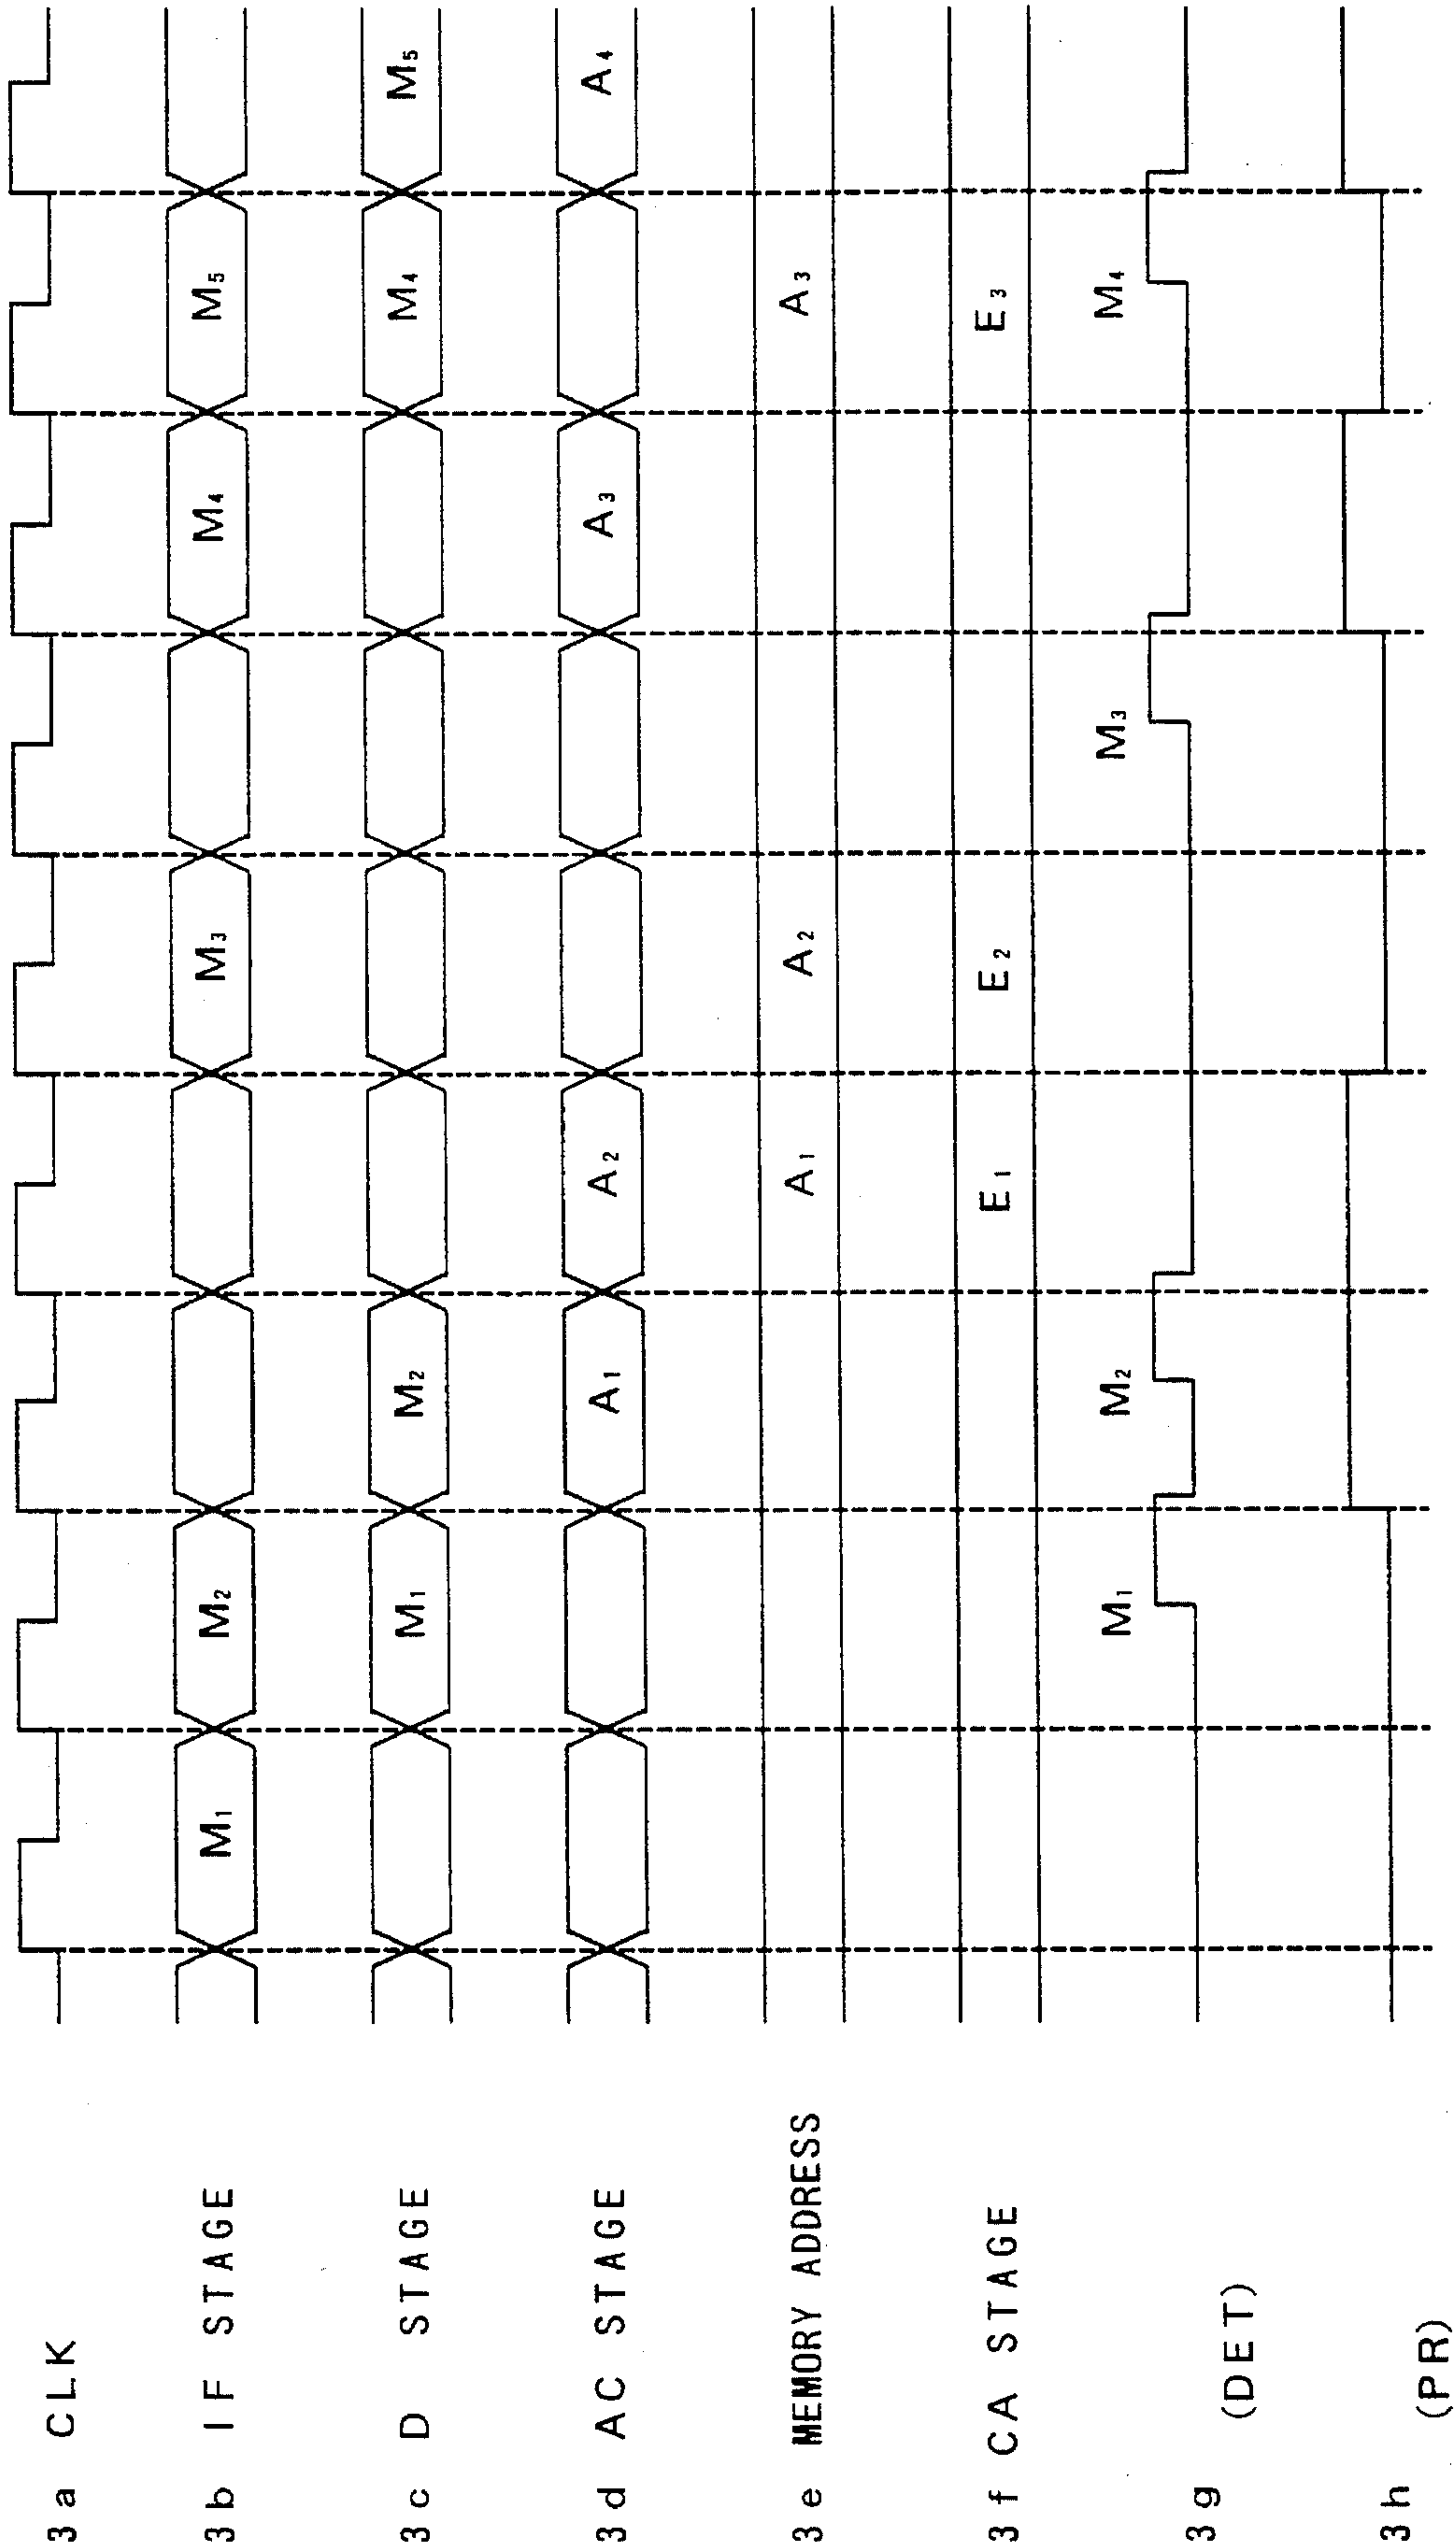 3a CLK
3b IF STAGE M₁ M₂ M₃ M₄ M₅
3c D STAGE M₁ M₂ M₄ M₅
3d AC STAGE A₁ A₂ A₃ A₄
3e MEMORY ADDRESS A₁ A₂ A₃
3f CA STAGE E₁ E₂ E₃
3g M₁ M₂ M₃ M₄
(DET)
3h
(PR)